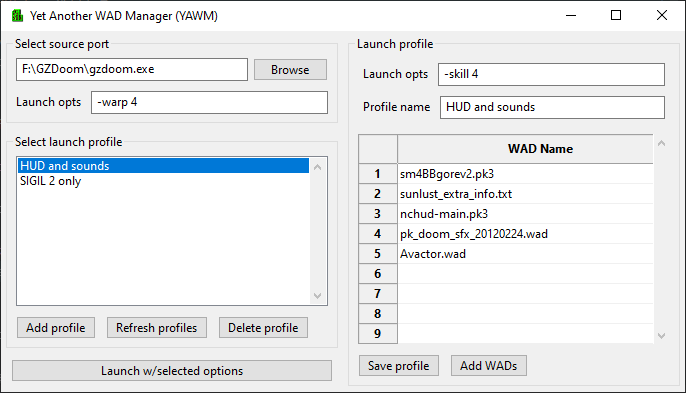 Yet Another WAD Manager (YAWM)
Select source port
F:\GZDoom\gzdoom.exe
Browse
Launch opts
-warp 4
Select launch profile
HUD and sounds
SIGIL 2 only
Add profile
Refresh profiles
Delete profile
Launch w/selected options
Launch profile
Launch opts
-skill 4
Profile name
HUD and sounds
WAD Name
1 sm4BBgorev2.pk3
2 sunlust_extra_info.txt
3 nchud-main.pk3
4 pk_doom_sfx_20120224.wad
5 Avactor.wad
6
7
8
9
Save profile
Add WADs